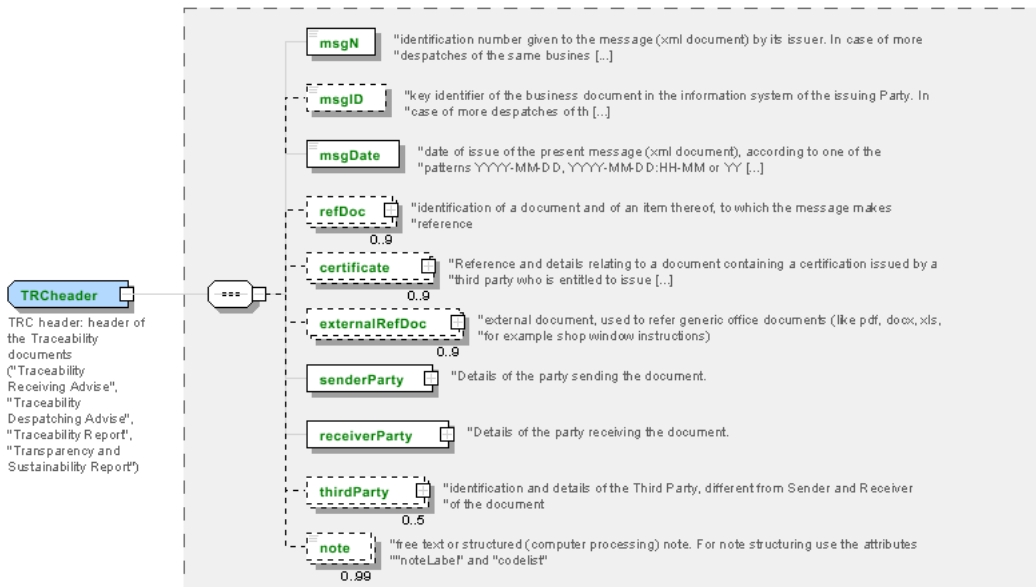 msgN
"identification number given to the message (xml document) by its issuer. In case of more
"despatches of the same busines [...]
msgID
"key identifier of the business document in the information system of the issuing Party. In
"case of more despatches of th [...]
msgDate
"date of issue of the present message (xml document), according to one of the
"patterns YYYY-MM-DD, YYYY-MM-DD:HH-MM or YY [...]
refDoc
0..9
"identification of a document and of an item thereof, to which the message makes
"reference
certificate
0..9
"Reference and details relating to a document containing a certification issued by a
"third party who is entitled to issue [...]
TRCheader
TRC header: header of
the Traceability
documents
("Traceability
Receiving Advise",
"Traceability
Despatching Advise",
"Traceability Report",
"Transparency and
Sustainability Report")
externalRefDoc
0..9
"external document, used to refer generic office documents (like pdf, docx, xls,
"for example shop window instructions)
senderParty
"Details of the party sending the document.
receiverParty
"Details of the party receiving the document.
thirdParty
0..5
"identification and details of the Third Party, different from Sender and Receiver
"of the document
note
0..99
"free text or structured (computer processing) note. For note structuring use the attributes
""noteLabel" and "codelist"